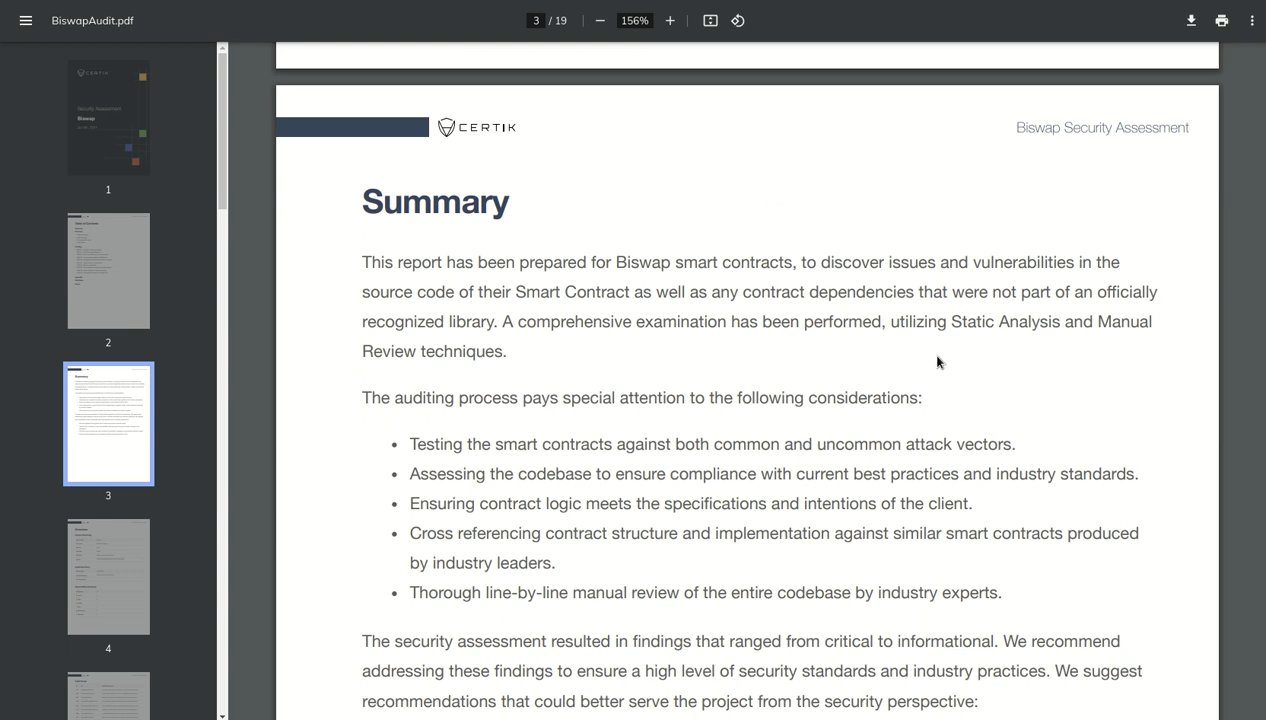 BiswapAudit.pdf
3 / 19
156%
CERTIK
Security Assessment
Biswap
1
2
Summary
3
4
CERTIK
Biswap Security Assessment
Summary
This report has been prepared for Biswap smart contracts, to discover issues and vulnerabilities in the
source code of their Smart Contract as well as any contract dependencies that were not part of an officially
recognized library. A comprehensive examination has been performed, utilizing Static Analysis and Manual
Review techniques.
The auditing process pays special attention to the following considerations:
• Testing the smart contracts against both common and uncommon attack vectors.
• Assessing the codebase to ensure compliance with current best practices and industry standards.
• Ensuring contract logic meets the specifications and intentions of the client.
• Cross referencing contract structure and implementation against similar smart contracts produced
by industry leaders.
• Thorough line-by-line manual review of the entire codebase by industry experts.
The security assessment resulted in findings that ranged from critical to informational. We recommend
addressing these findings to ensure a high level of security standards and industry practices. We suggest
recommendations that could better serve the project from the security perspective: